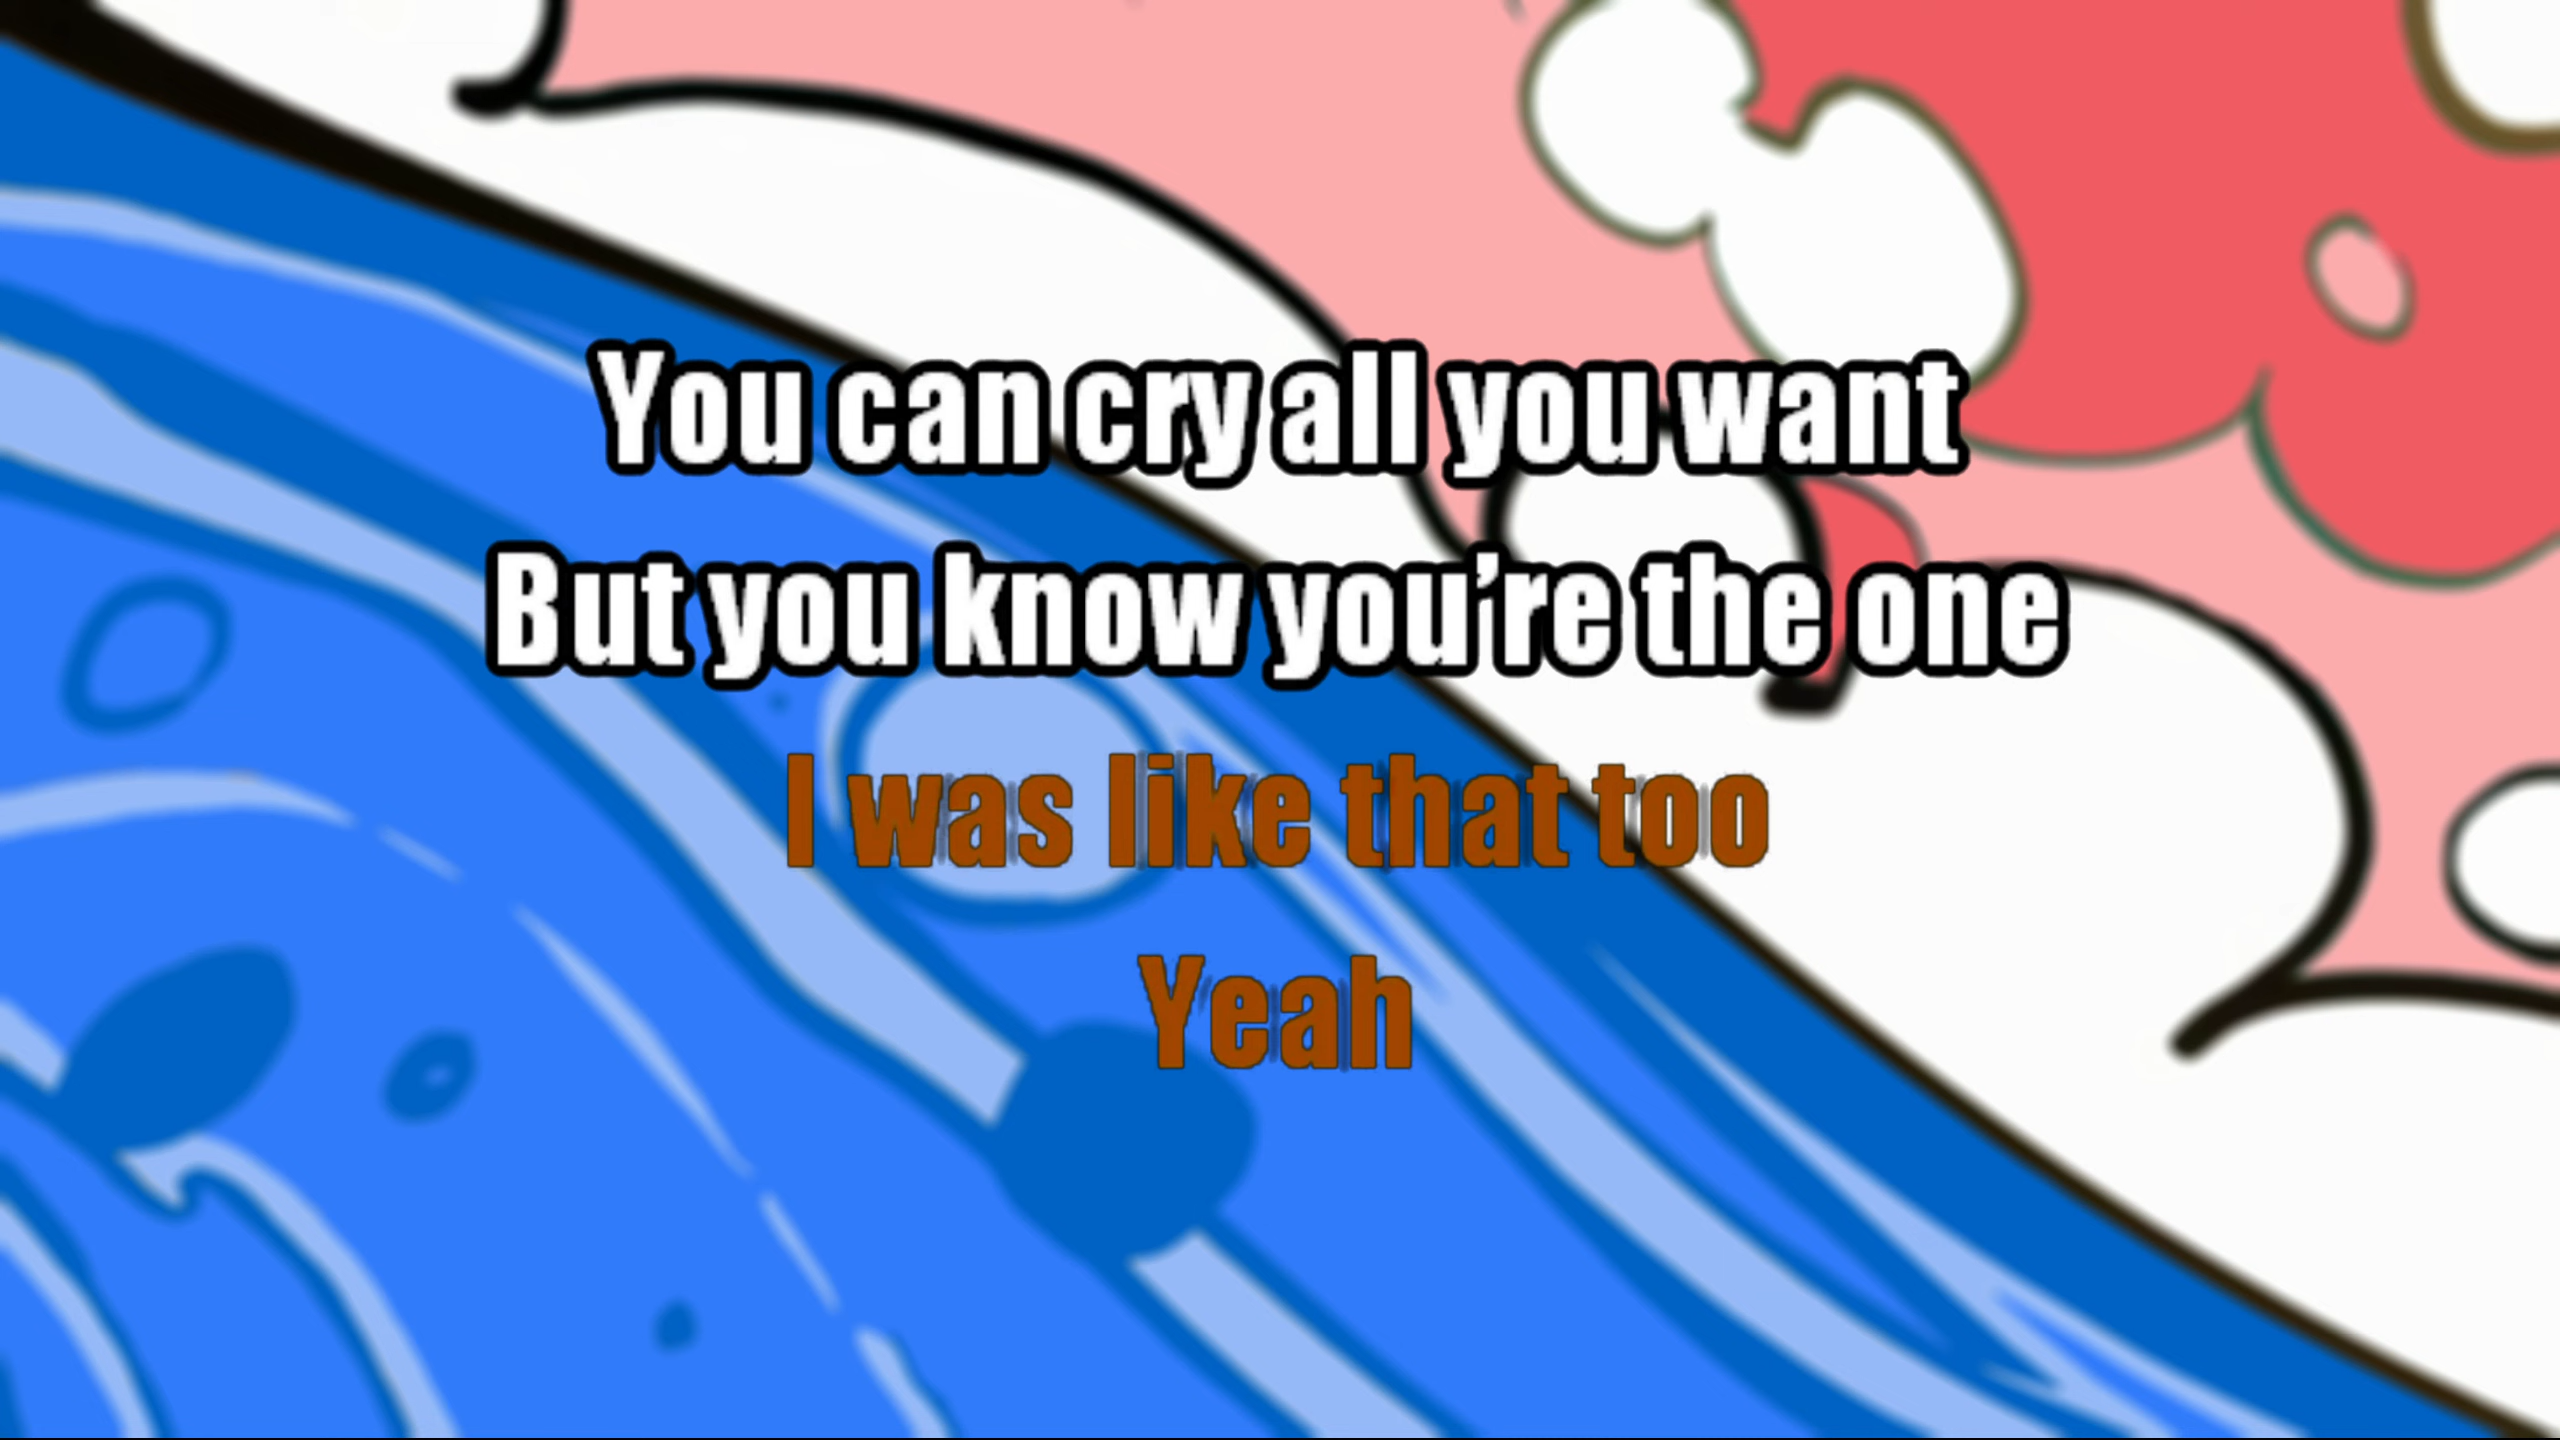 You can cry all you want
But you know you're the one
I was like that too
Yeah